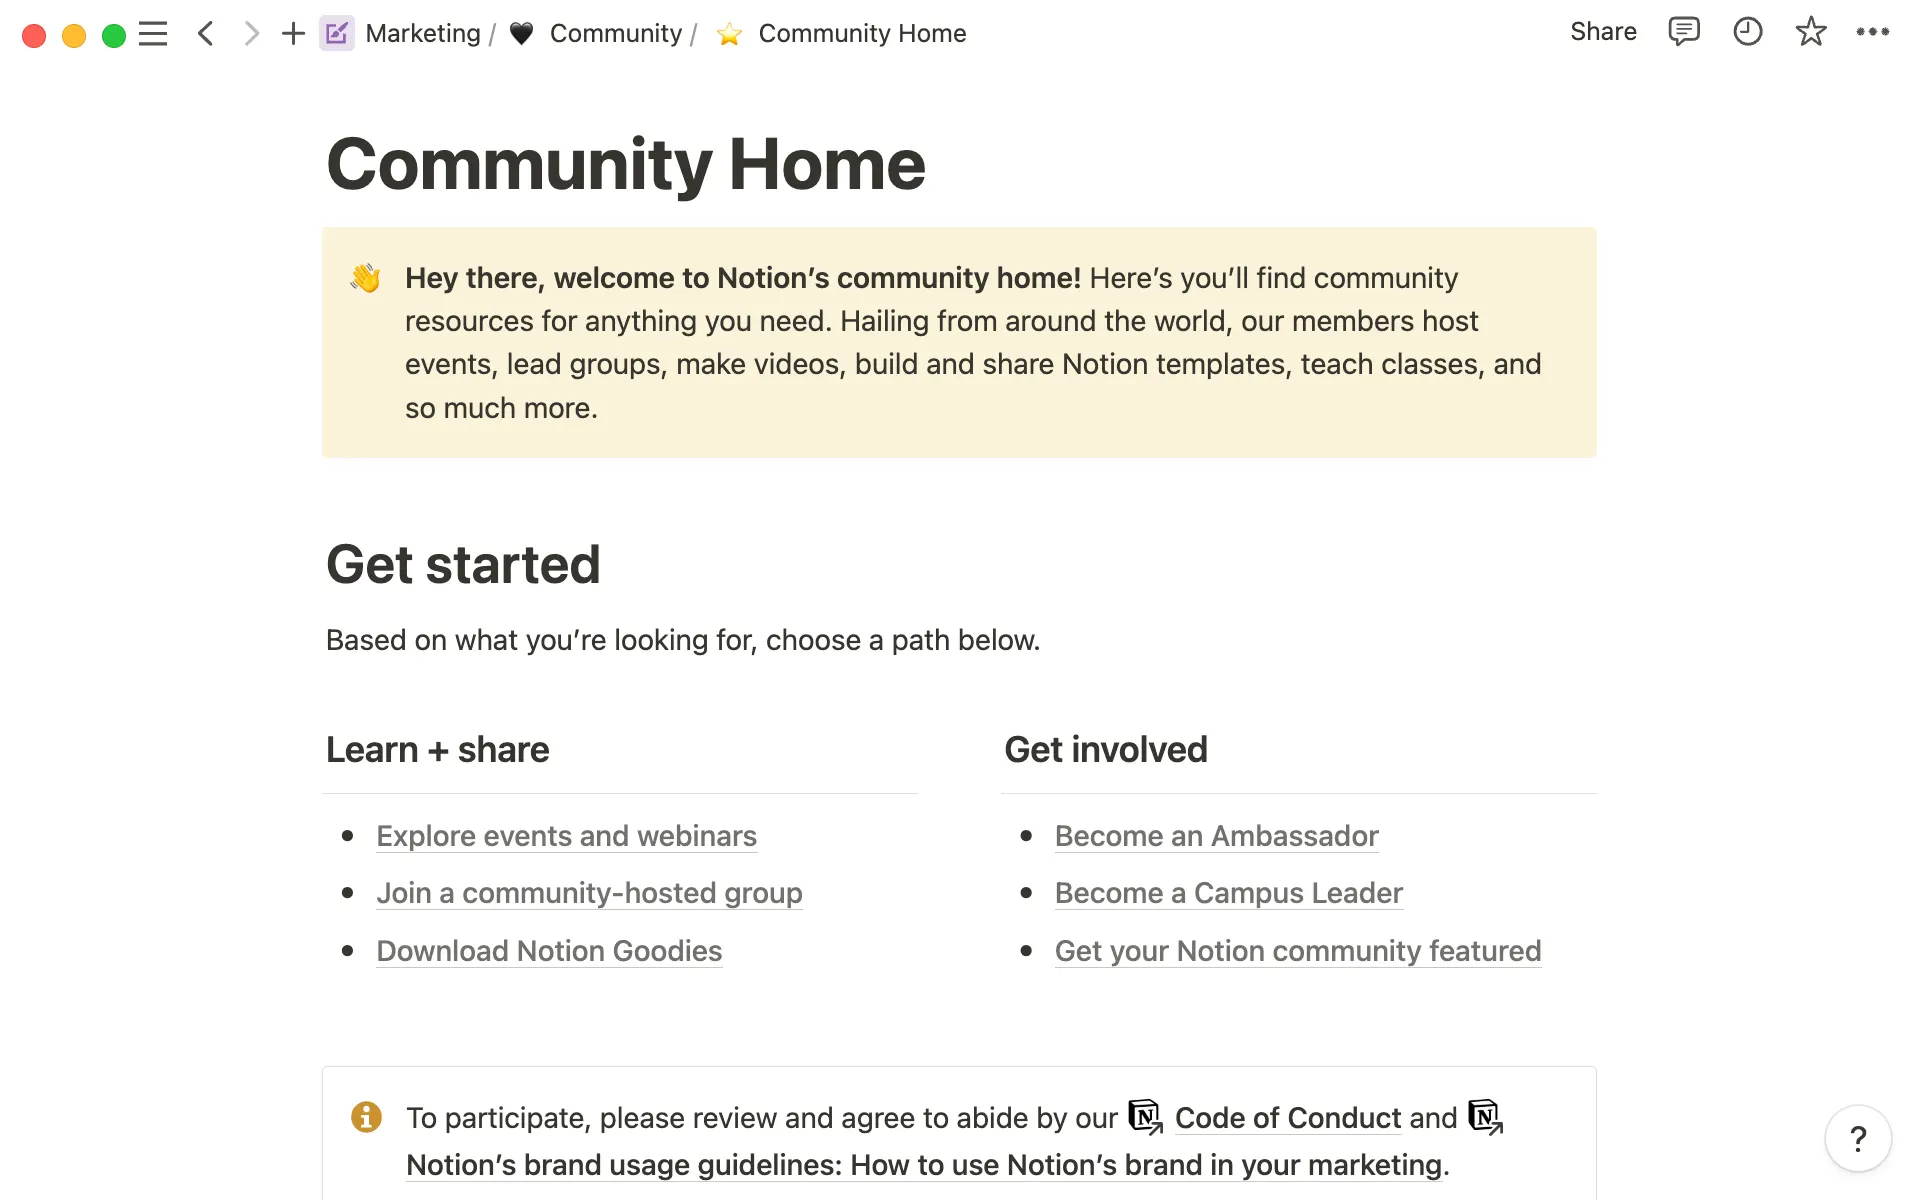 Marketing / 🖤 Community / ⭐ Community Home
Share
Community Home
👋 Hey there, welcome to Notion’s community home! Here’s you’ll find community
resources for anything you need. Hailing from around the world, our members host
events, lead groups, make videos, build and share Notion templates, teach classes, and
so much more.
Get started
Based on what you’re looking for, choose a path below.
Learn + share
• Explore events and webinars
• Join a community-hosted group
• Download Notion Goodies
Get involved
• Become an Ambassador
• Become a Campus Leader
• Get your Notion community featured
To participate, please review and agree to abide by our Code of Conduct and
Notion’s brand usage guidelines: How to use Notion’s brand in your marketing.
?